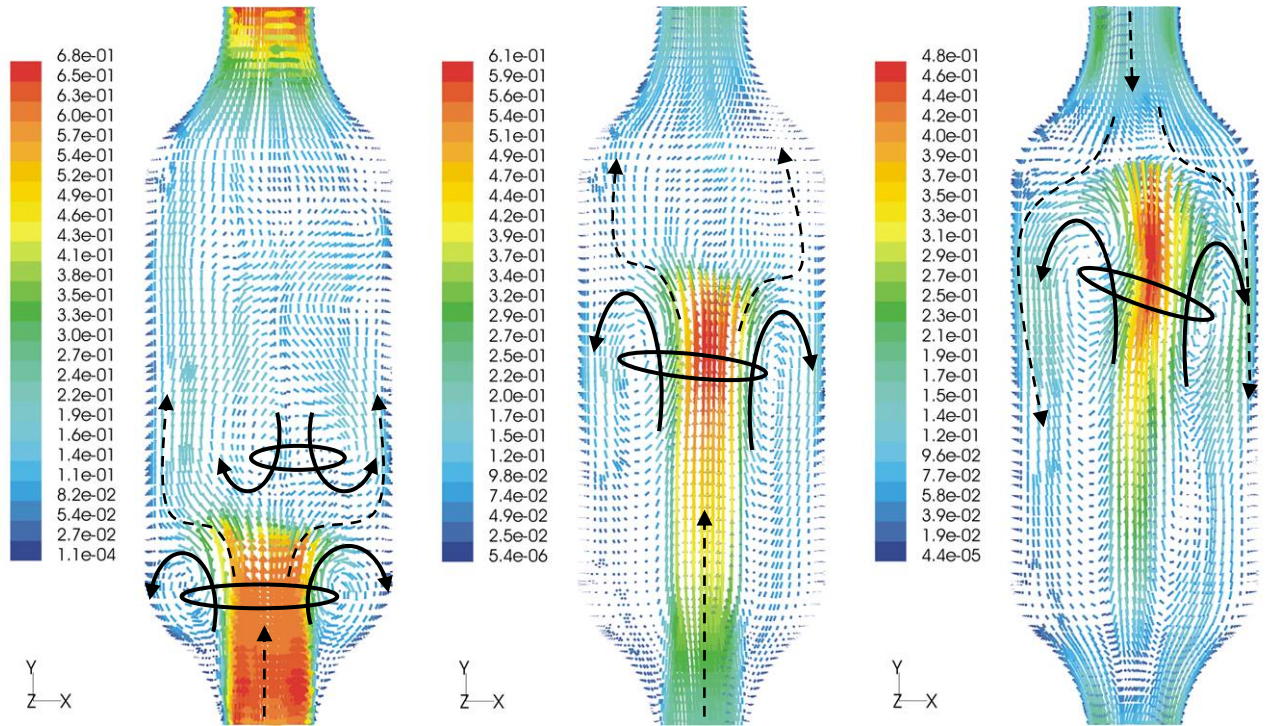 6.8e-01
6.5e-01
6.3e-01
6.0e-01
5.7e-01
5.4e-01
5.2e-01
4.9e-01
4.6e-01
4.3e-01
4.1e-01
3.8e-01
3.5e-01
3.3e-01
3.0e-01
2.7e-01
2.4e-01
2.2e-01
1.9e-01
1.6e-01
1.4e-01
1.1e-01
8.2e-02
5.4e-02
2.7e-02
1.1e-04
Y
Z X
6.1e-01
5.9e-01
5.6e-01
5.4e-01
5.1e-01
4.9e-01
4.6e-01
4.4e-01
4.2e-01
3.9e-01
3.7e-01
3.4e-01
3.2e-01
2.9e-01
2.7e-01
2.5e-01
2.2e-01
2.0e-01
1.7e-01
1.5e-01
1.2e-01
9.8e-02
7.4e-02
4.9e-02
2.5e-02
5.4e-06
Y
Z X
4.8e-01
4.6e-01
4.4e-01
4.2e-01
4.0e-01
3.9e-01
3.7e-01
3.5e-01
3.3e-01
3.1e-01
2.9e-01
2.7e-01
2.5e-01
2.3e-01
2.1e-01
1.9e-01
1.7e-01
1.5e-01
1.4e-01
1.2e-01
9.6e-02
7.7e-02
5.8e-02
3.9e-02
1.9e-02
4.4e-05
Y
Z X